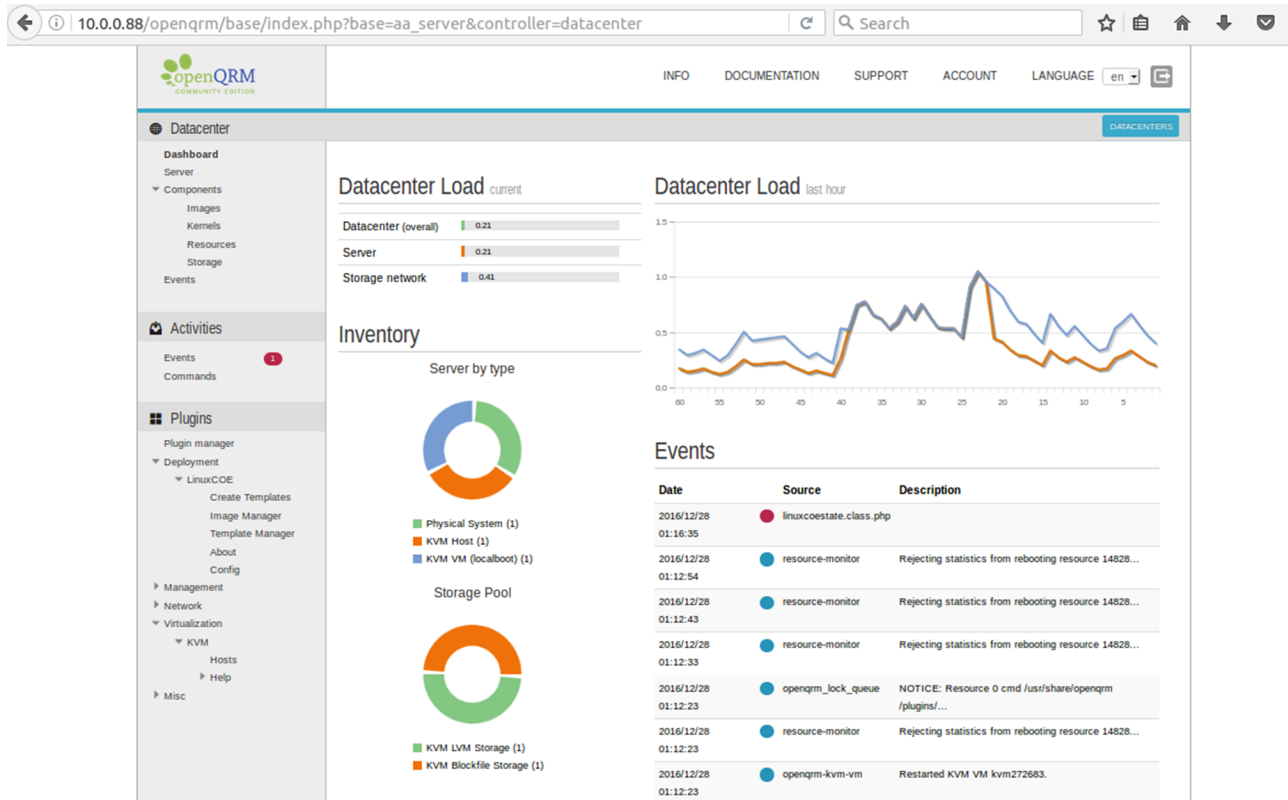 10.0.0.88/openqrm/base/index.php?base=aa_server&controller=datacenter
Search
openQRM
COMMUNITY EDITION
INFO DOCUMENTATION SUPPORT ACCOUNT LANGUAGE en
Datacenter
DATACENTERS
Dashboard
Server
Components
Images
Kernels
Resources
Storage
Events
Activities
Events 1
Commands
Plugins
Plugin manager
Deployment
LinuxCOE
Create Templates
Image Manager
Template Manager
About
Config
Management
Network
Virtualization
KVM
Hosts
Help
Misc
Datacenter Load current
Datacenter (overall) 0.21
Server 0.21
Storage network 0.41
Inventory
Server by type
Physical System (1)
KVM Host (1)
KVM VM (localboot) (1)
Storage Pool
KVM LVM Storage (1)
KVM Blockfile Storage (1)
Datacenter Load last hour
1.5
1.0
0.5
0.0
60 55 50 45 40 35 30 25 20 15 10 5
Events
Date Source Description
2016/12/28 linuxcoestate.class.php
01:16:35
2016/12/28 resource-monitor Rejecting statistics from rebooting resource 14828...
01:12:54
2016/12/28 resource-monitor Rejecting statistics from rebooting resource 14828...
01:12:43
2016/12/28 resource-monitor Rejecting statistics from rebooting resource 14828...
01:12:33
2016/12/28 openqrm_lock_queue NOTICE: Resource 0 cmd /usr/share/openqrm
01:12:23 /plugins/...
2016/12/28 resource-monitor Rejecting statistics from rebooting resource 14828...
01:12:23
2016/12/28 openqrm-kvm-vm Restarted KVM VM kvm272683.
01:12:23